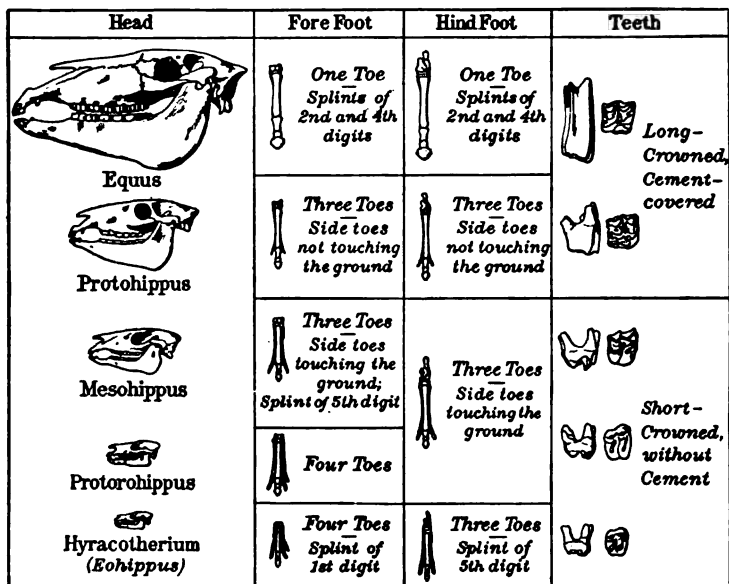 Head
Fore Foot
Hind Foot
Teeth
Equus
One Toe
Splints of
2nd and 4th
digits
One Toe
Splints of
2nd and 4th
digits
Long-
Crowned,
Cement-
covered
Protohippus
Three Toes
Side toes
not touching
the ground
Three Toes
Side toes
not touching
the ground
Mesohippus
Three Toes
Side toes
touching the
ground;
Splint of 5th digit
Three Toes
Side toes
touching the
ground
Short-
Crowned,
without
Cement
Protorohippus
Four Toes
Hyracotherium
(Eohippus)
Four Toes
Splint of
1st digit
Three Toes
Splint of
5th digit